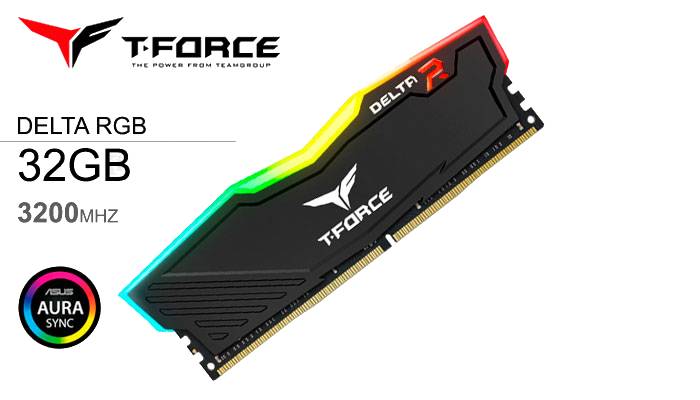 T-FORCE
THE POWER FROM TEAMGROUP
DELTA RGB
32GB
3200MHZ
ASUS
AURA
SYNC
DELTA R
T-FORCE